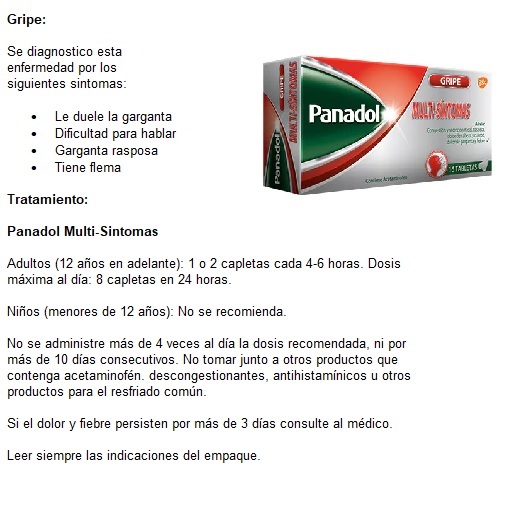 Gripe:
Se diagnostico esta
enfermedad por los
siguientes sintomas:
• Le duele la garganta
• Dificultad para hablar
• Garganta rasposa
• Tiene flema
GRIPE
Panadol
MULTI-SÍNTOMAS
Panadol
MULTI-SÍNTOMAS
Tratamiento:
Panadol Multi-Sintomas
Adultos (12 años en adelante): 1 o 2 capletas cada 4-6 horas. Dosis
máxima al día: 8 capletas en 24 horas.
Niños (menores de 12 años): No se recomienda.
No se administre más de 4 veces al día la dosis recomendada, ni por
más de 10 días consecutivos. No tomar junto a otros productos que
contenga acetaminofén. descongestionantes, antihistamínicos u otros
productos para el resfriado común.
Si el dolor y fiebre persisten por más de 3 días consulte al médico.
Leer siempre las indicaciones del empaque.